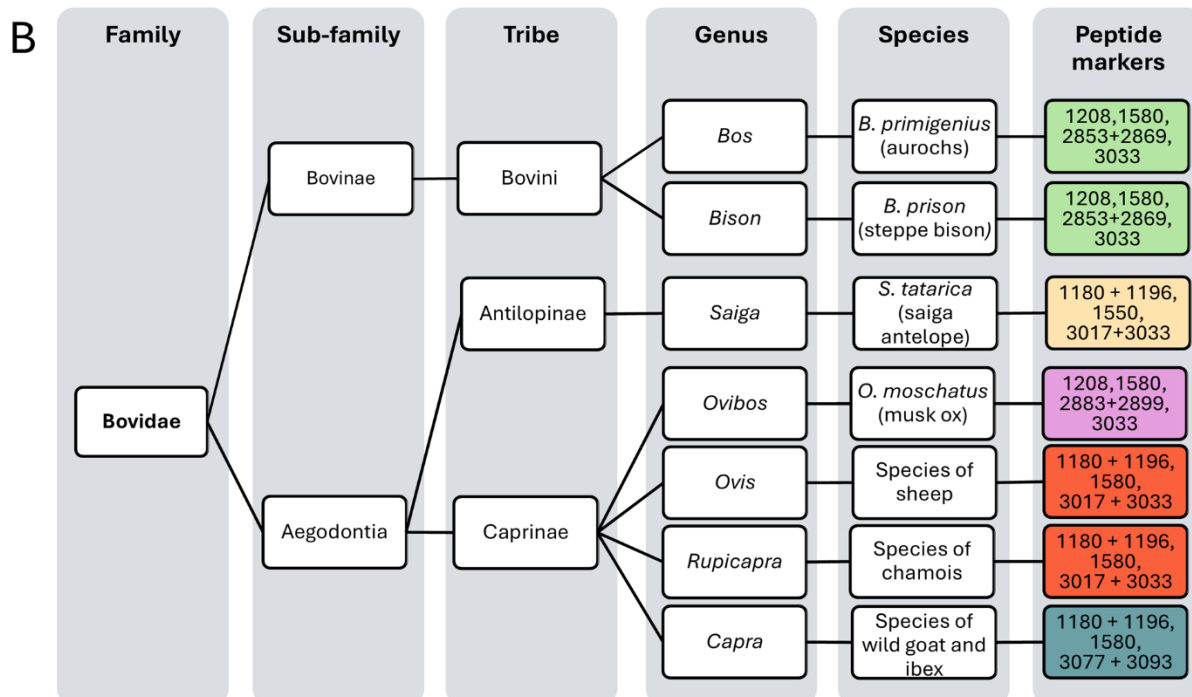 B
Family
Sub-family
Tribe
Genus
Species
Peptide
markers
Bovidae
Bovinae
Bovini
Bos
B. primigenius
(aurochs)
1208,1580,
2853+2869,
3033
Bison
B. prison
(steppe bison)
1208,1580,
2853+2869,
3033
Antilopinae
Saiga
S. tatarica
(saiga
antelope)
1180 + 1196,
1550,
3017+3033
Aegodontia
Caprinae
Ovibos
O. moschatus
(musk ox)
1208,1580,
2883+2899,
3033
Ovis
Species of
sheep
1180 + 1196,
1580,
3017 + 3033
Rupicapra
Species of
chamois
1180 + 1196,
1580,
3017 + 3033
Capra
Species of
wild goat and
ibex
1180 + 1196,
1580,
3077 + 3093